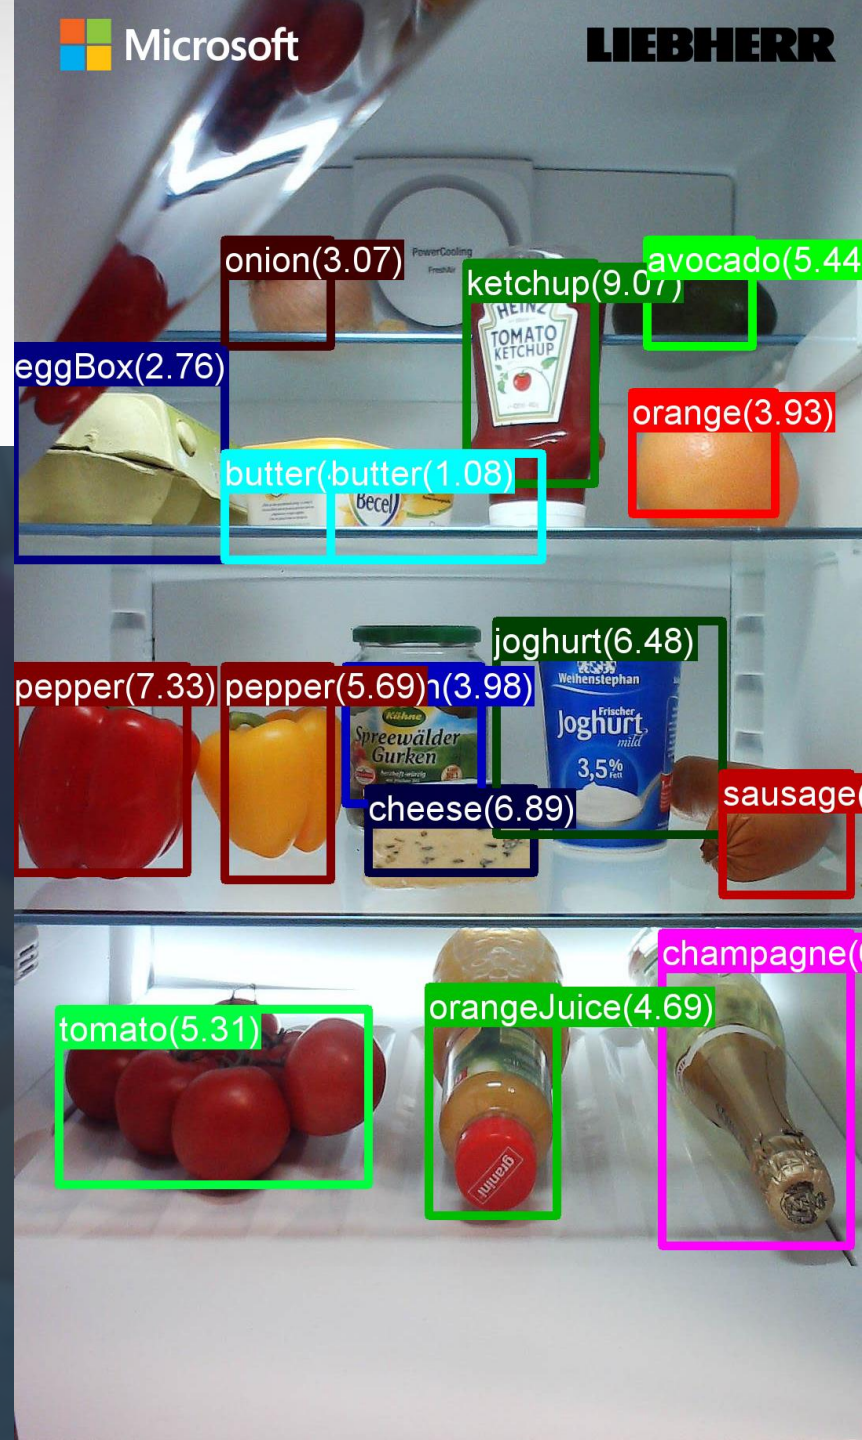 Microsoft
LIEBHERR
PowerCooling
FreshAir
onion(3.07)
ketchup(9.07)
avocado(5.44
HEINZ
TOMATO
KETCHUP
eggBox(2.76)
orange(3.93)
butter(
butter(1.08)
Becel
joghurt(6.48)
pepper(7.33)
pepper(5.69)
n(3.98)
Weihenstephan
Frischer
Joghurt
mild
3,5%
Fett
Kühne
Spreewälder
Gurken
cheese(6.89)
sausage(
champagne(
orangeJuice(4.69)
tomato(5.31)
granini